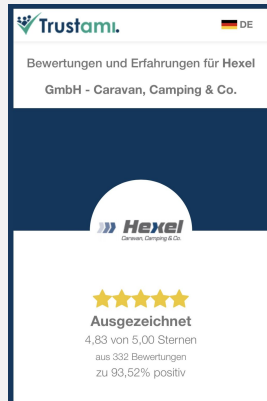 Trustami.
DE
Bewertungen und Erfahrungen für Hexel
GmbH - Caravan, Camping & Co.
Hexel
Caravan, Camping & Co.
Ausgezeichnet
4,83 von 5,00 Sternen
aus 332 Bewertungen
zu 93,52% positiv